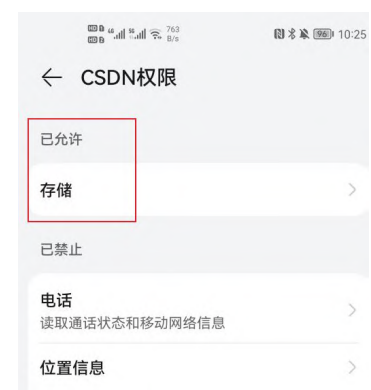 763
B/s
96
10:25
← CSDN权限
已允许
存储
已禁止
电话
读取通话状态和移动网络信息
位置信息